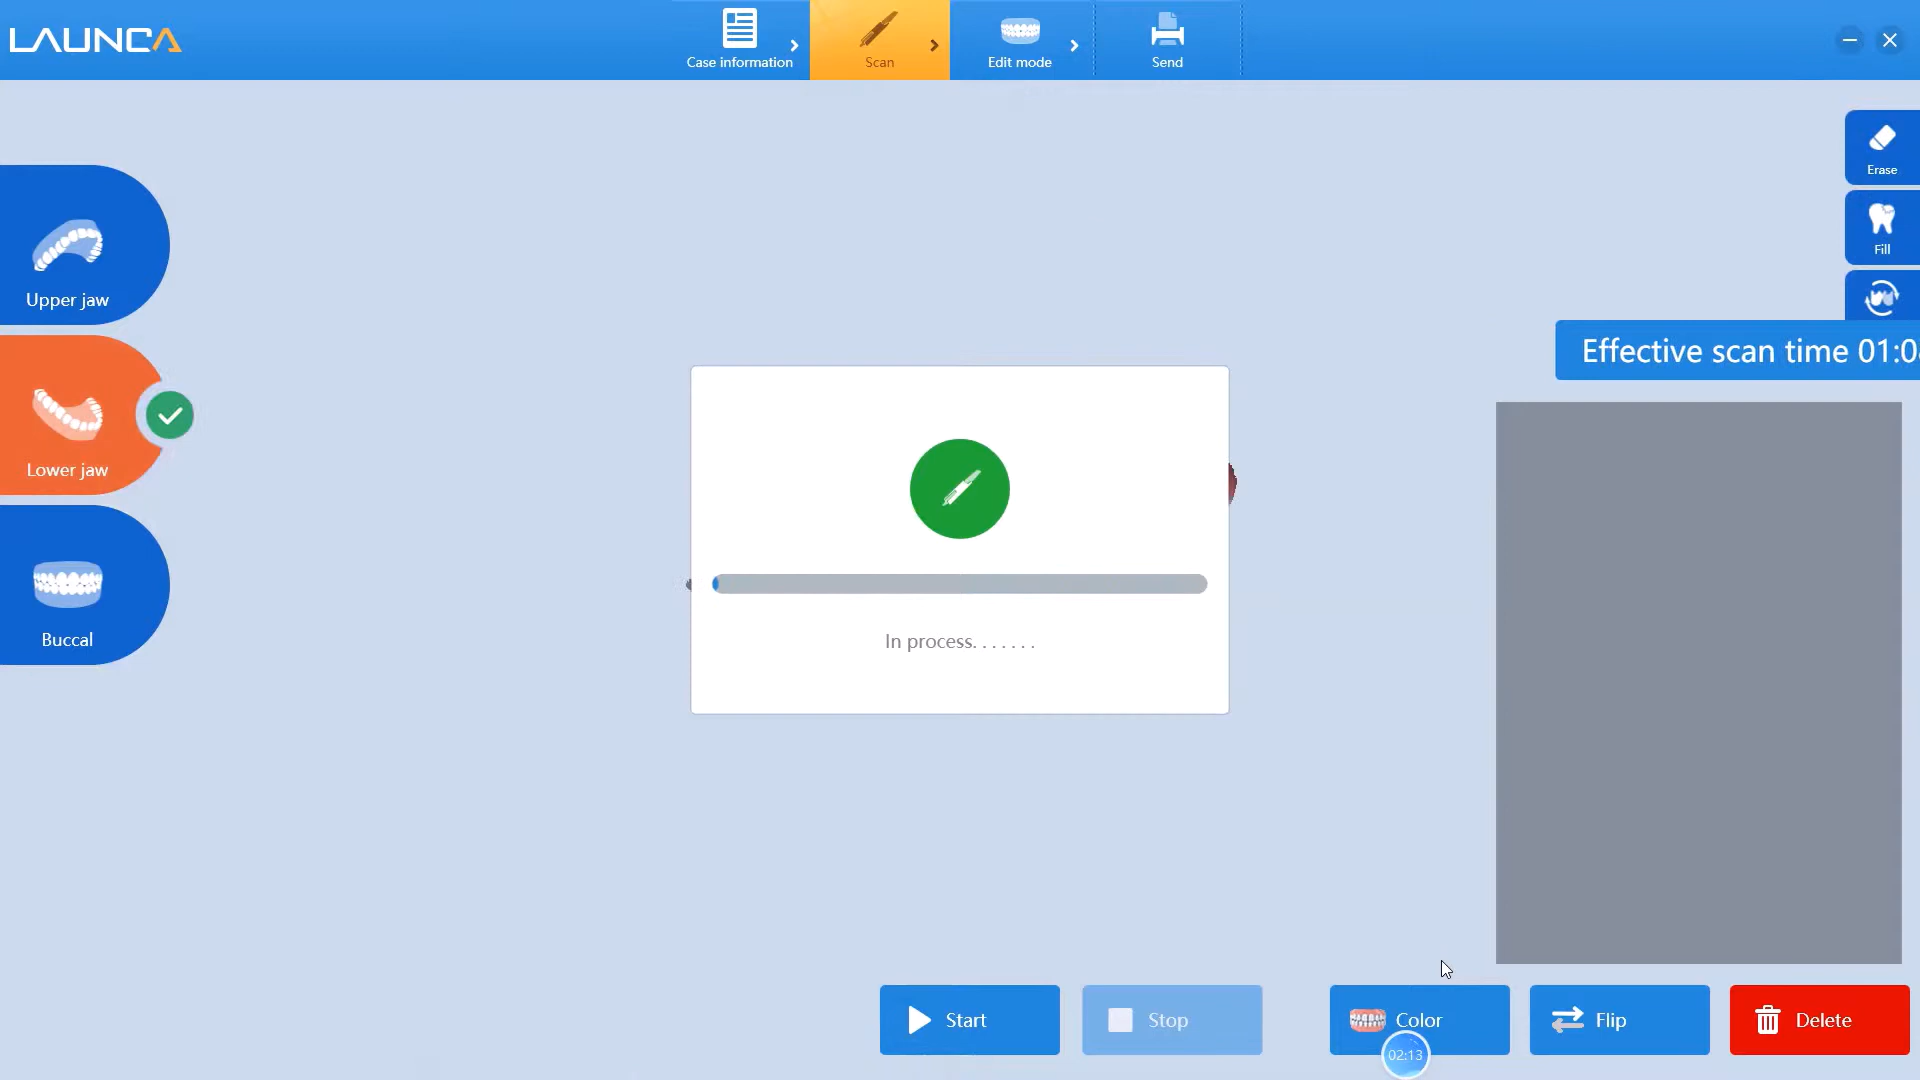 LAUNCA
Case information
Scan
Edit mode
Send
Erase
Upper jaw
Fill
Effective scan time 01:0
Lower jaw
In process.......
Buccal
Start
Stop
Color
Flip
Delete
02:13